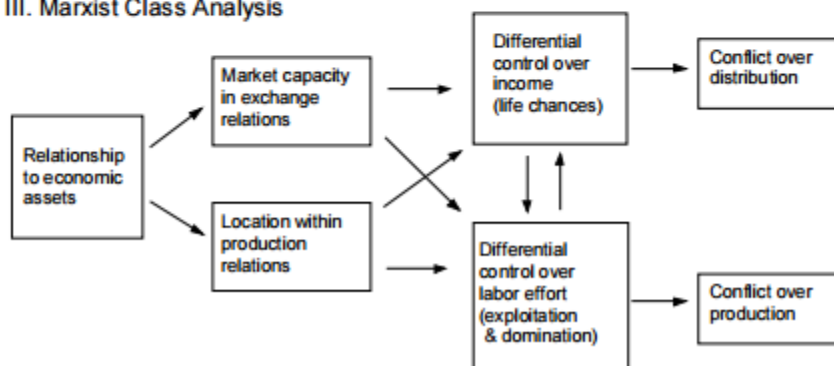 III. Marxist Class Analysis
Relationship
to economic
assets
Market capacity
in exchange
relations
Location within
production
relations
Differential
control over
income
(life chances)
Differential
control over
labor effort
(exploitation
& domination)
Conflict over
distribution
Conflict over
production